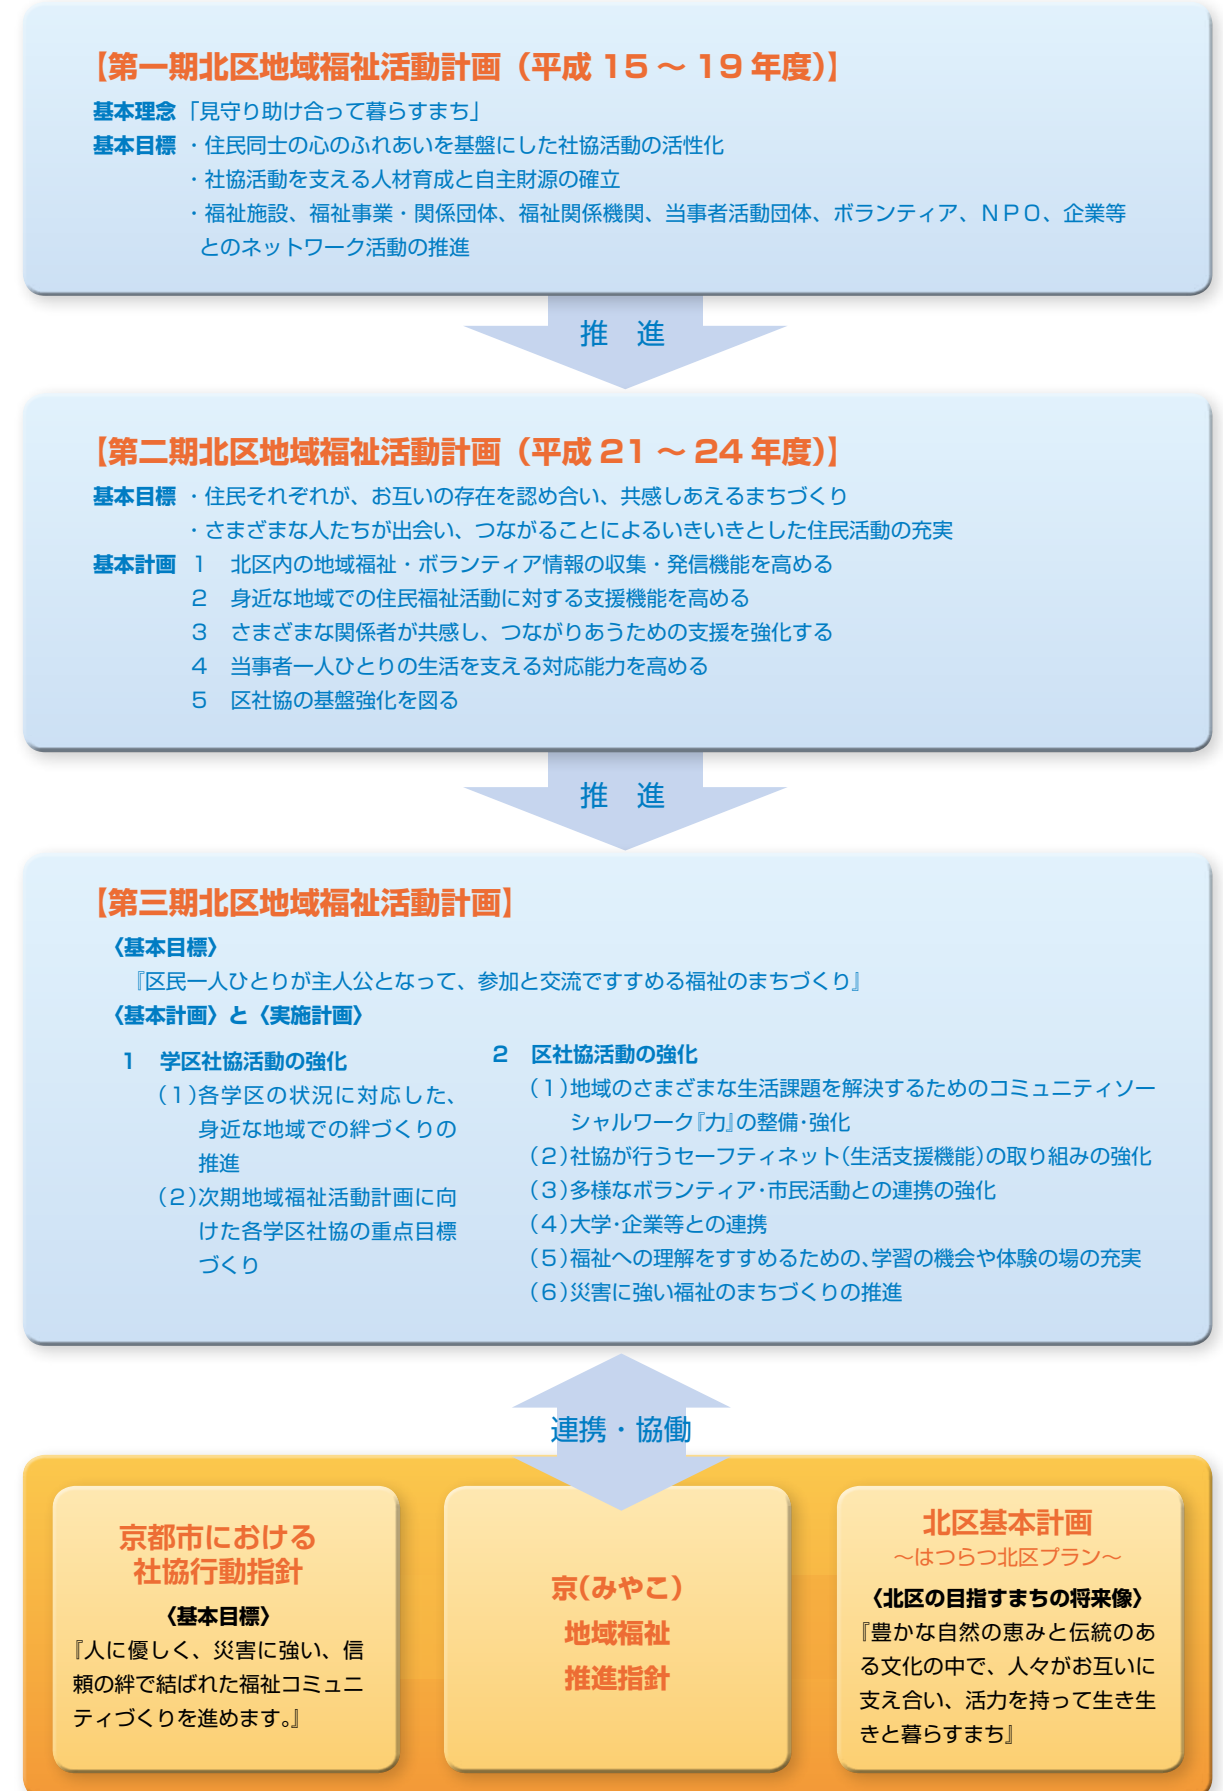 【第一期北区地域福祉活動計画（平成 15 ～ 19 年度）】
基本理念「見守り助け合って暮らすまち」
基本目標 ・住民同士の心のふれあいを基盤にした社協活動の活性化
・社協活動を支える人材育成と自主財源の確立
・福祉施設、福祉事業・関係団体、福祉関係機関、当事者活動団体、ボランティア、ＮＰＯ、企業等
とのネットワーク活動の推進
推　進
【第二期北区地域福祉活動計画（平成 21 ～ 24 年度）】
基本目標 ・住民それぞれが、お互いの存在を認め合い、共感しあえるまちづくり
・さまざまな人たちが出会い、つながることによるいきいきとした住民活動の充実
基本計画 １　北区内の地域福祉・ボランティア情報の収集・発信機能を高める
２　身近な地域での住民福祉活動に対する支援機能を高める
３　さまざまな関係者が共感し、つながりあうための支援を強化する
４　当事者一人ひとりの生活を支える対応能力を高める
５　区社協の基盤強化を図る
推　進
【第三期北区地域福祉活動計画】
〈基本目標〉
『区民一人ひとりが主人公となって、参加と交流ですすめる福祉のまちづくり』
〈基本計画〉と〈実施計画〉
１　学区社協活動の強化
（１）各学区の状況に対応した、
身近な地域での絆づくりの
推進
（２）次期地域福祉活動計画に向
けた各学区社協の重点目標
づくり
２　区社協活動の強化
（１）地域のさまざまな生活課題を解決するためのコミュニティソー
シャルワーク『力』の整備・強化
（２）社協が行うセーフティネット（生活支援機能）の取り組みの強化
（３）多様なボランティア・市民活動との連携の強化
（４）大学・企業等との連携
（５）福祉への理解をすすめるための、学習の機会や体験の場の充実
（６）災害に強い福祉のまちづくりの推進
連携・協働
京都市における
社協行動指針
〈基本目標〉
『人に優しく、災害に強い、信
頼の絆で結ばれた福祉コミュニ
ティづくりを進めます。』
京（みやこ）
地域福祉
推進指針
北区基本計画
～はつらつ北区プラン～
〈北区の目指すまちの将来像〉
『豊かな自然の恵みと伝統のあ
る文化の中で、人々がお互いに
支え合い、活力を持って生き生
きと暮らすまち』